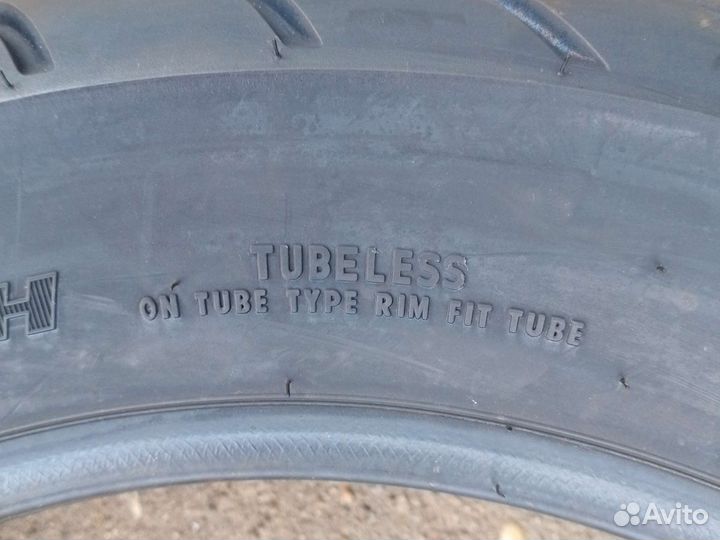 TUBELESS
H ON TUBE TYPE RIM FIT TUBE
Avito